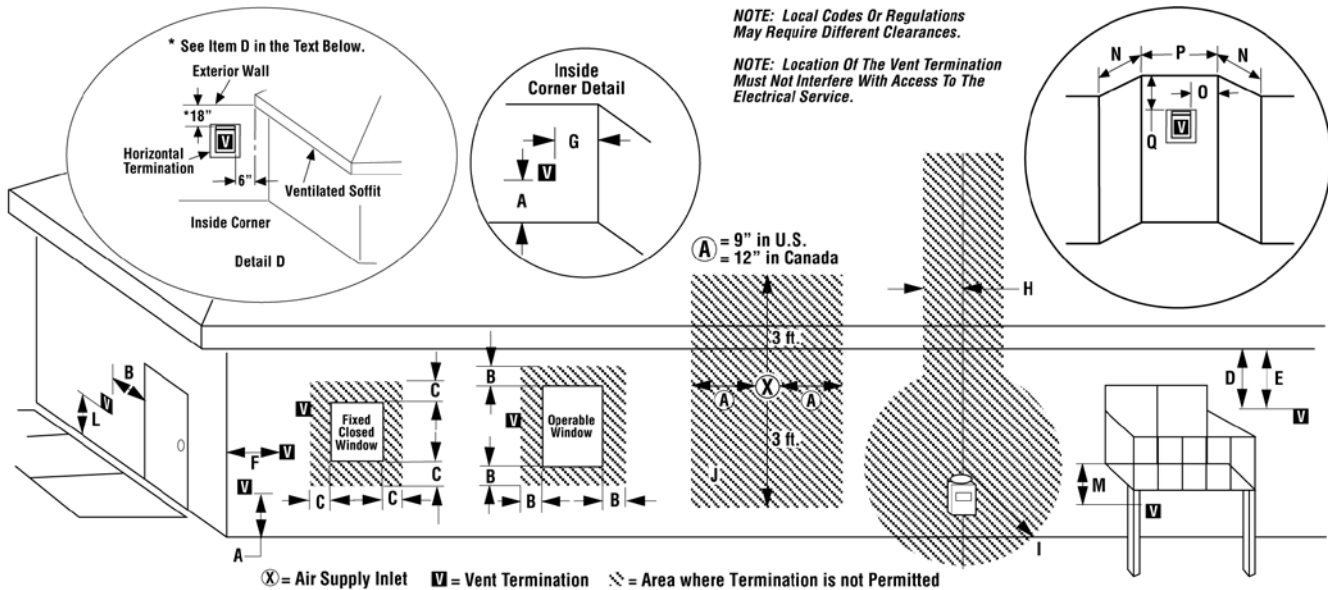 * See Item D in the Text Below.
Exterior Wall
*18”
V
Horizontal
Termination
6”
Ventilated Soffit
Inside Corner
Detail D
Inside
Corner Detail
G
V
A
NOTE: Local Codes Or Regulations
May Require Different Clearances.
NOTE: Location Of The Vent Termination
Must Not Interfere With Access To The
Electrical Service.
N P N
O
V
Q
A = 9” in U.S.
= 12” in Canada
H
3 ft.
X
A A
3 ft.
J
B
V
L
F V
V
A
C
V
Fixed
Closed
Window
C
C C
B
V
Operable
Window
B
B B
I
D E
V
M
V
X = Air Supply Inlet V = Vent Termination = Area where Termination is not Permitted